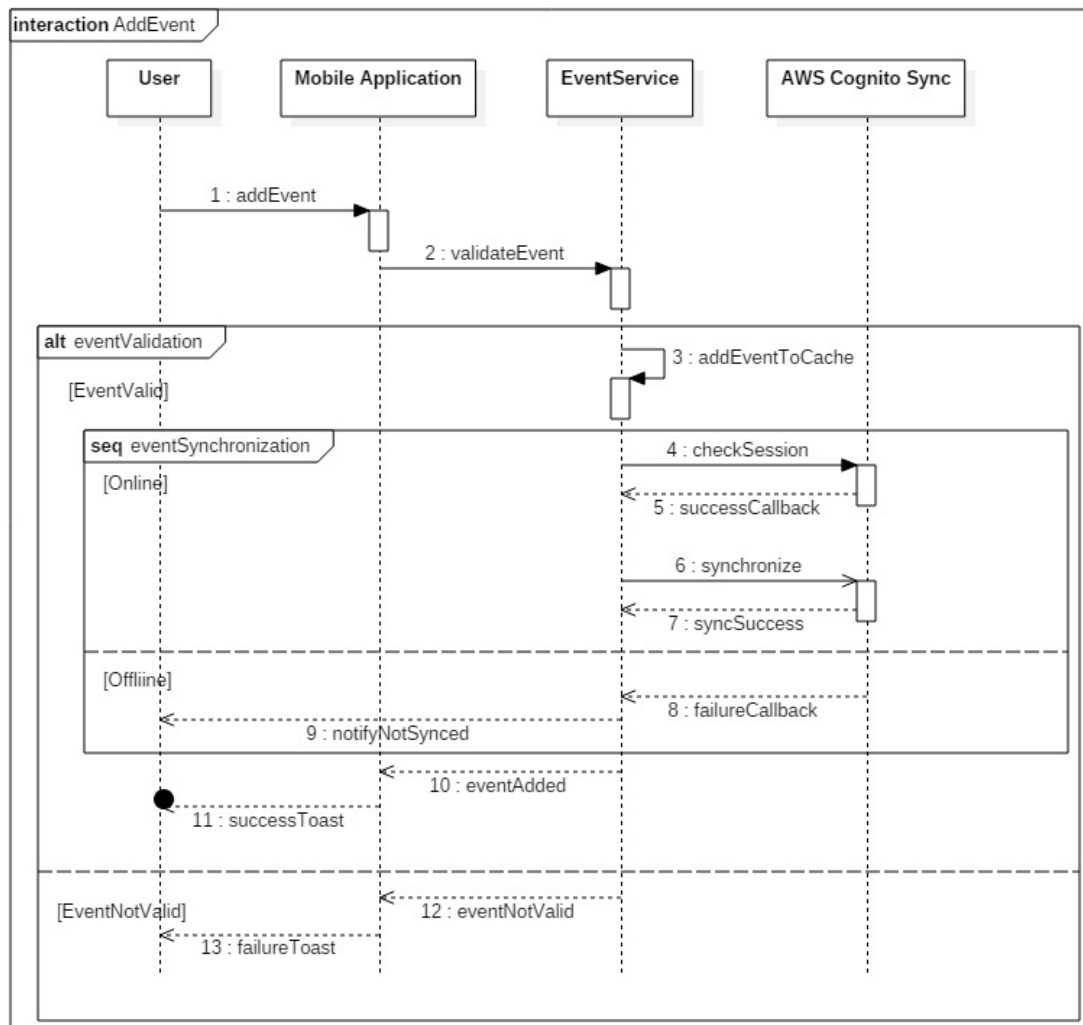 interaction AddEvent
User
Mobile Application
EventService
AWS Cognito Sync
1 : addEvent
2 : validateEvent
alt eventValidation
3 : addEventToCache
[EventValid]
seq eventSynchronization
4 : checkSession
[Online]
5 : successCallback
6 : synchronize
7 : syncSuccess
[Offliine]
8 : failureCallback
9 : notifyNotSynced
10 : eventAdded
11 : successToast
[EventNotValid]
12 : eventNotValid
13 : failureToast